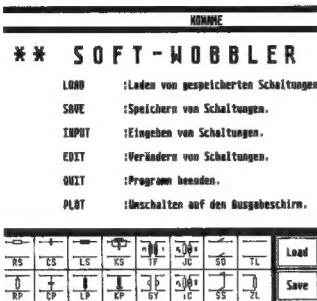 NONAME
** SOFT-WOBBLER
LOAD :Laden von gespeicherten Schaltungen
SAVE :Speichern von Schaltungen.
INPUT :Eingeben von Schaltungen.
EDIT :Verändern von Schaltungen.
QUIT :Programm beenden.
PLOT :Umschalten auf den Ausgabeschirm.
RS CS LS KS TF JC SO TL Load
RP CP LP KP GY iC SS ZL Save